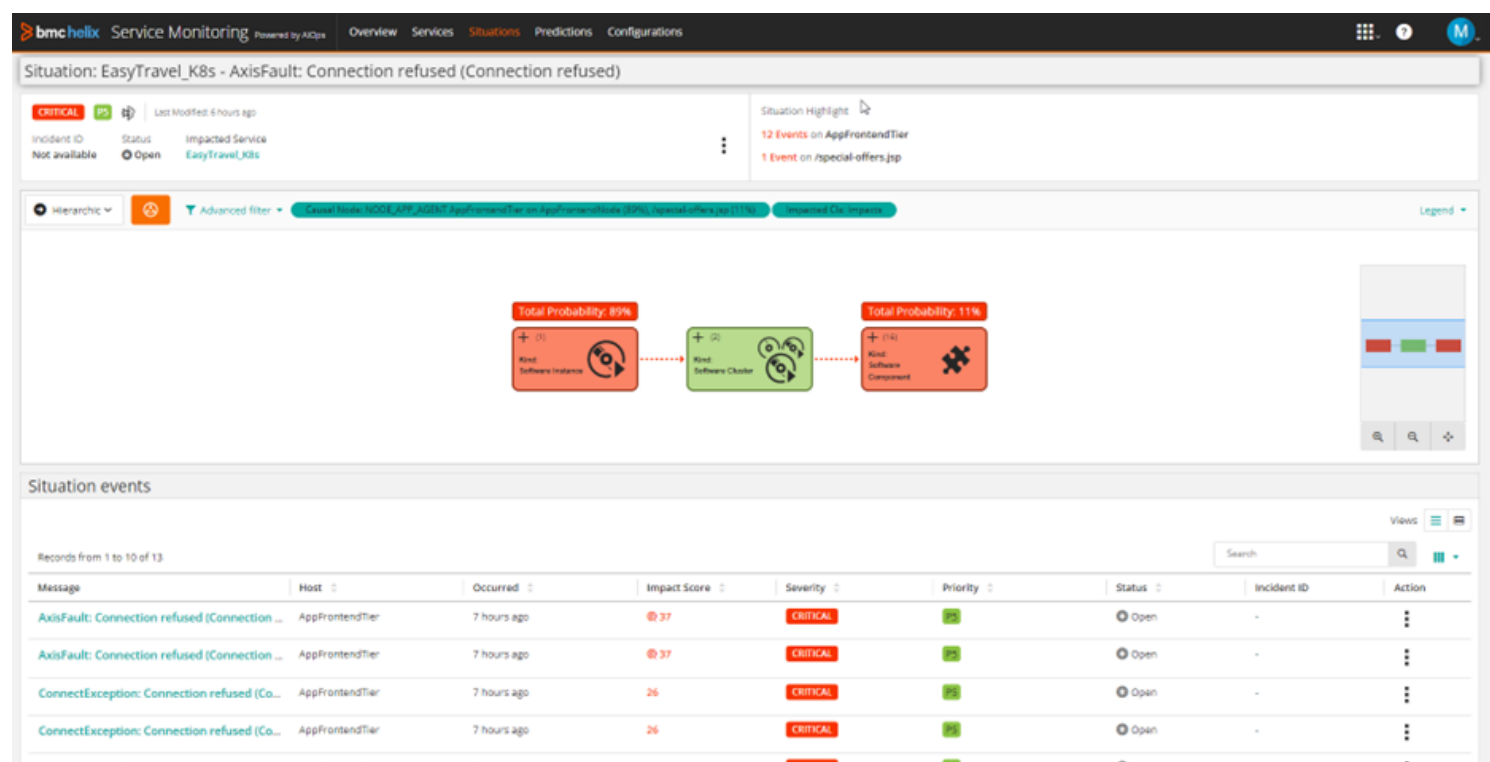 bmc helix Service Monitoring Powered by AIOps Overview Services Situations Predictions Configurations ? M
Situation: EasyTravel_K8s - AxisFault: Connection refused (Connection refused)
CRITICAL P5 Last Modified: 6 hours ago
Incident ID Status Impacted Service
Not available Open EasyTravel_K8s
Situation Highlight
12 Events on AppFrontendTier
1 Event on /special-offers.jsp
Hierarchic Advanced filter Causal Node: NODE_APP_AGENT AppFrontendTier on AppFrontendNode (89%), /special-offers.jsp (11%) Impacted CIs: Impacts Legend
Total Probability: 89% Total Probability: 11%
+ (1) + (2) + (14)
Kind: Kind: Kind:
Software Instance Software Cluster Software
Component
Situation events
Views
Records from 1 to 10 of 13 Search
Message Host Occurred Impact Score Severity Priority Status Incident ID Action
AxisFault: Connection refused (Connection ... AppFrontendTier 7 hours ago 37 CRITICAL P5 Open -
AxisFault: Connection refused (Connection ... AppFrontendTier 7 hours ago 37 CRITICAL P5 Open -
ConnectException: Connection refused (Co... AppFrontendTier 7 hours ago 26 CRITICAL P5 Open -
ConnectException: Connection refused (Co... AppFrontendTier 7 hours ago 26 CRITICAL P5 Open -